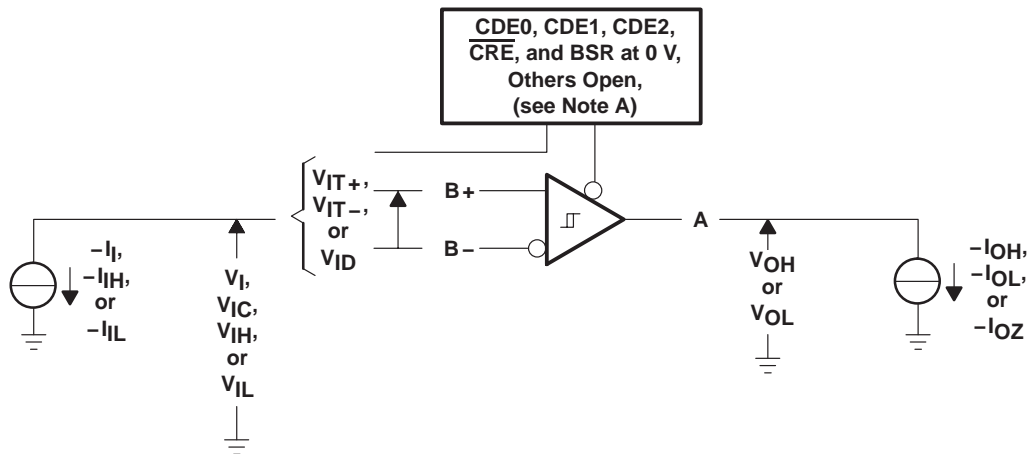 CDE0, CDE1, CDE2,
CRE, and BSR at 0 V,
Others Open,
(see Note A)
VIT+,
VIT−,
or
VID
B+
B−
A
−II,
−IIH,
or
−IIL
VI,
VIC,
VIH,
or
VIL
VOH
or
VOL
−IOH,
−IOL,
or
−IOZ